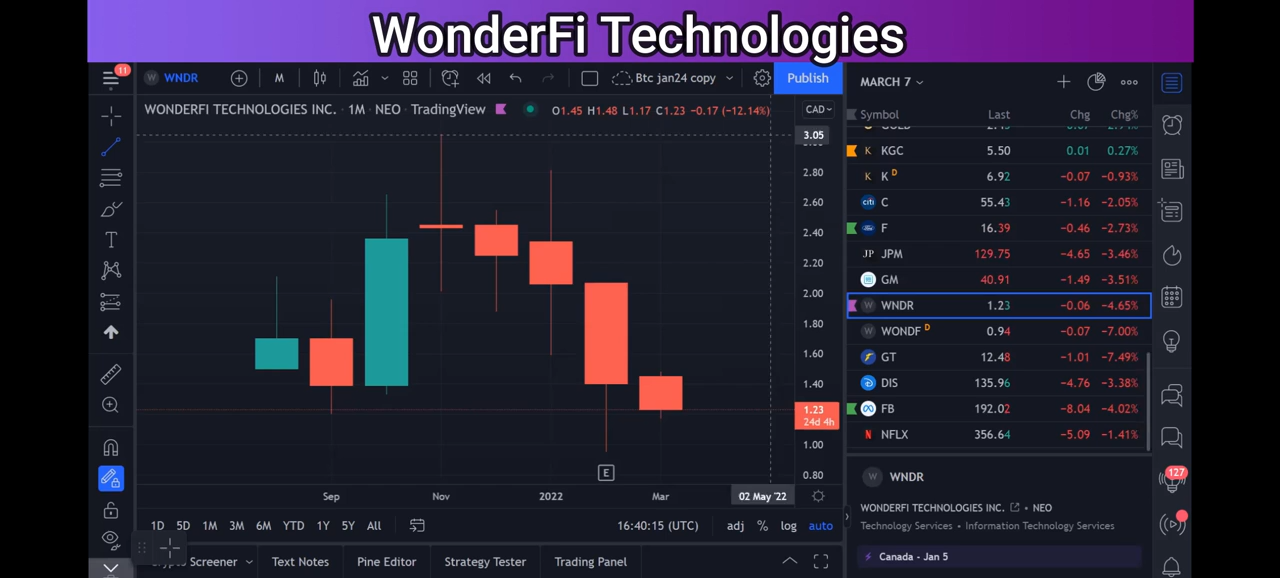 WonderFi Technologies
11
WNDR
M
Btc jan24 copy
Publish
MARCH 7
WONDERFI TECHNOLOGIES INC. · 1M · NEO · TradingView
O1.45 H1.48 L1.17 C1.23 -0.17 (-12.14%)
CAD
Symbol Last Chg Chg%
KGC 5.50 0.01 0.27%
K D 6.92 -0.07 -0.93%
C 55.43 -1.16 -2.05%
F 16.39 -0.46 -2.73%
JPM 129.75 -4.65 -3.46%
GM 40.91 -1.49 -3.51%
WNDR 1.23 -0.06 -4.65%
WONDF D 0.94 -0.07 -7.00%
GT 12.48 -1.01 -7.49%
DIS 135.96 -4.76 -3.38%
FB 192.02 -8.04 -4.02%
NFLX 356.64 -5.09 -1.41%
3.05
2.80
2.60
2.40
2.20
2.00
1.80
1.60
1.40
1.23
24d 4h
1.00
0.80
E
Sep Nov 2022 Mar 02 May '22
1D 5D 1M 3M 6M YTD 1Y 5Y All
16:40:15 (UTC) adj % log auto
Screener Text Notes Pine Editor Strategy Tester Trading Panel
WNDR
WONDERFI TECHNOLOGIES INC. · NEO
Technology Services · Information Technology Services
Canada - Jan 5
127